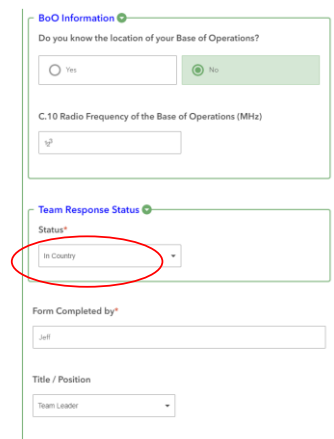 BoO Information
Do you know the location of your Base of Operations?
Yes
No
C.10 Radio Frequency of the Base of Operations (MHz)
Team Response Status
Status*
In Country
Form Completed by*
Jeff
Title / Position
Team Leader